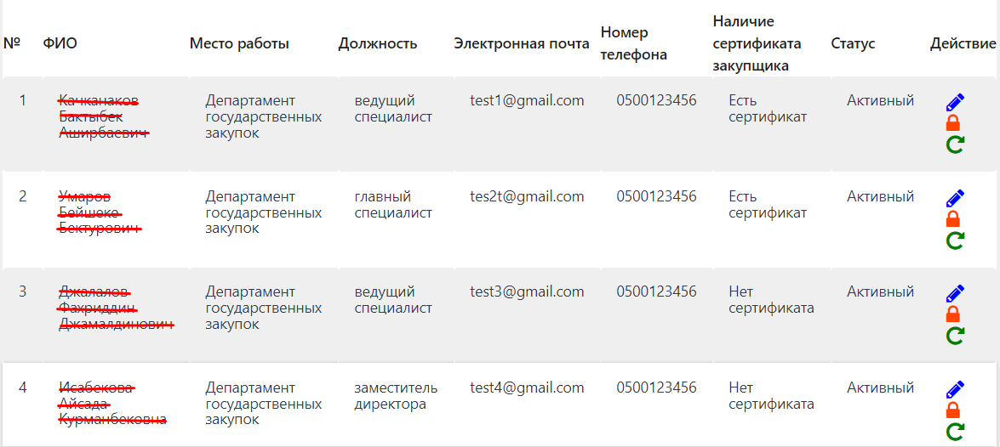 №
ФИО
Место работы
Должность
Электронная почта
Номер
телефона
Наличие
сертификата
закупщика
Статус
Действие
1
Качканаков
Бактыбек
Аширбаевич
Департамент
государственных
закупок
ведущий
специалист
test1@gmail.com
0500123456
Есть
сертификат
Активный
2
Умаров
Бейшеке
Бектурович
Департамент
государственных
закупок
главный
специалист
tes2t@gmail.com
0500123456
Есть
сертификат
Активный
3
Джалалов
Фахриддин
Джамалдинович
Департамент
государственных
закупок
ведущий
специалист
test3@gmail.com
0500123456
Нет
сертификата
Активный
4
Исабекова
Айсада
Курманбековна
Департамент
государственных
закупок
заместитель
директора
test4@gmail.com
0500123456
Нет
сертификата
Активный